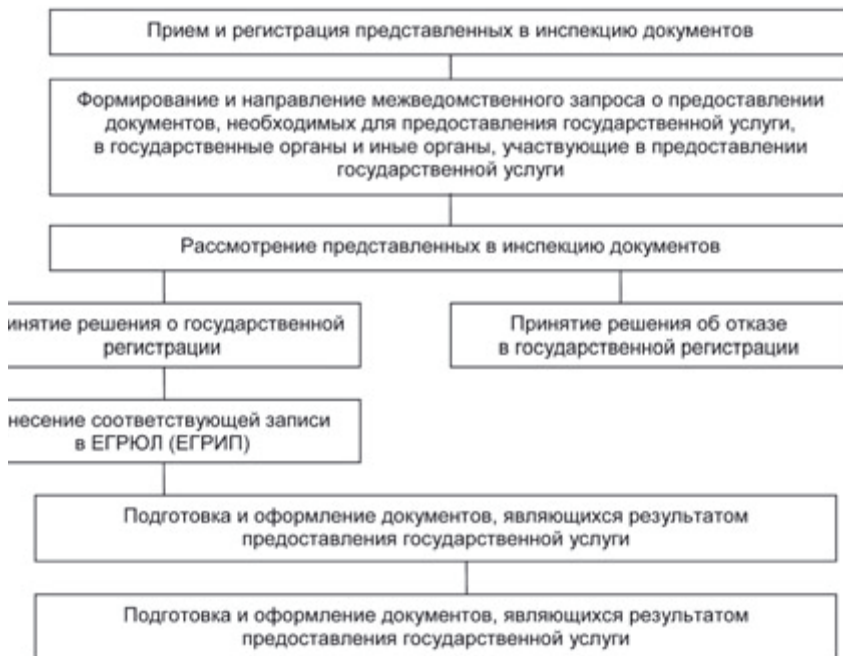 Прием и регистрация представленных в инспекцию документов
Формирование и направление межведомственного запроса о предоставлении
документов, необходимых для предоставления государственной услуги,
в государственные органы и иные органы, участвующие в предоставлении
государственной услуги
Рассмотрение представленных в инспекцию документов
инятие решения о государственной
регистрации
Принятие решения об отказе
в государственной регистрации
несение соответствующей записи
в ЕГРЮЛ (ЕГРИП)
Подготовка и оформление документов, являющихся результатом
предоставления государственной услуги
Подготовка и оформление документов, являющихся результатом
предоставления государственной услуги